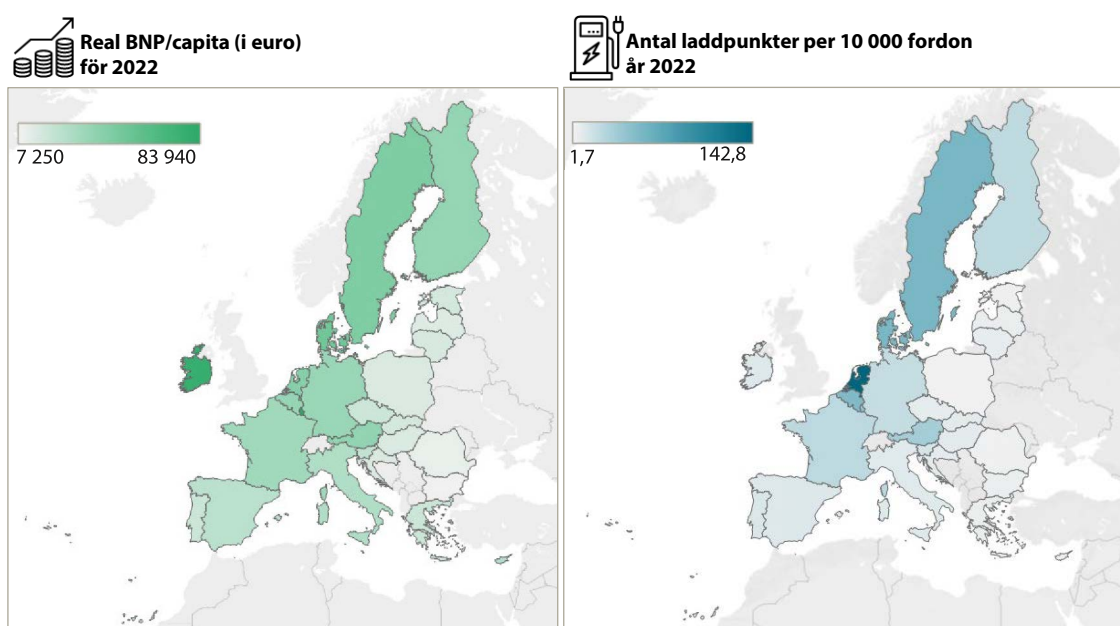 Real BNP/capita (i euro)
för 2022
7 250
83 940
Antal laddpunkter per 10 000 fordon
år 2022
1,7
142,8